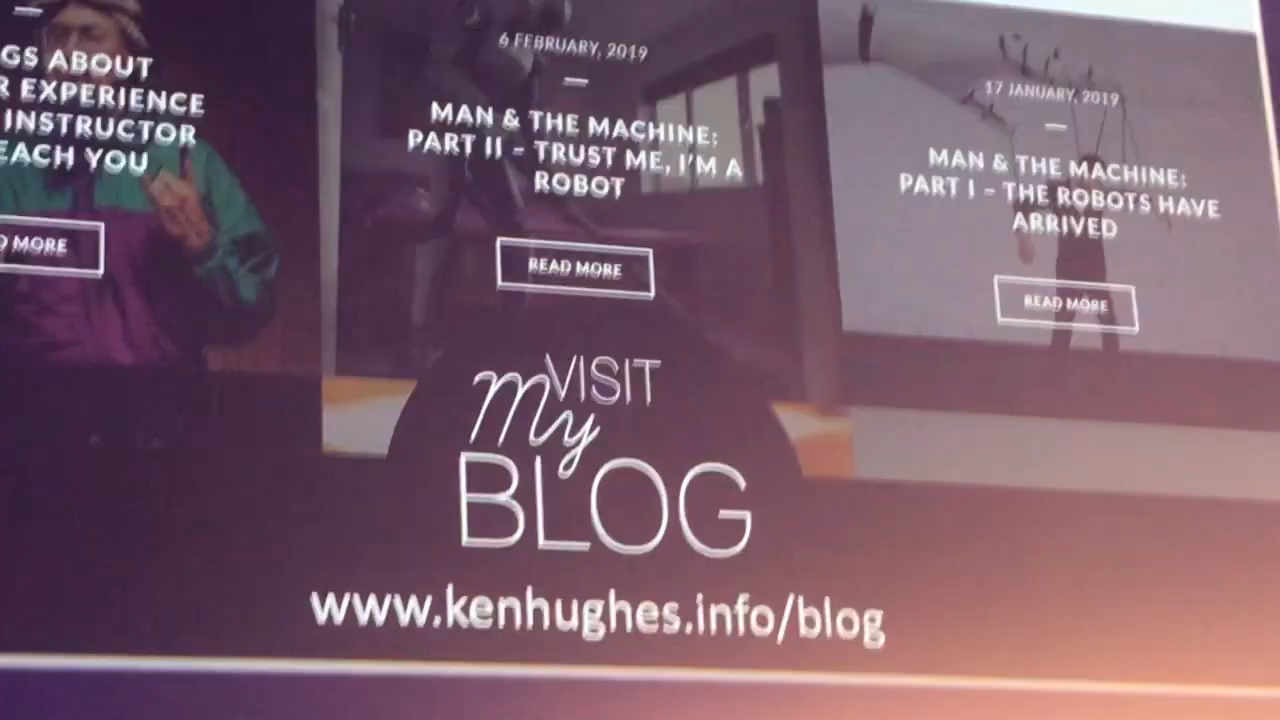 GS ABOUT
R EXPERIENCE
INSTRUCTOR
EACH YOU
MORE
6 FEBRUARY, 2019
MAN & THE MACHINE:
PART II – TRUST ME, I'M A
ROBOT
READ MORE
17 JANUARY, 2019
MAN & THE MACHINE:
PART I – THE ROBOTS HAVE
ARRIVED
READ MORE
VISIT
my
BLOG
www.kenhughes.info/blog